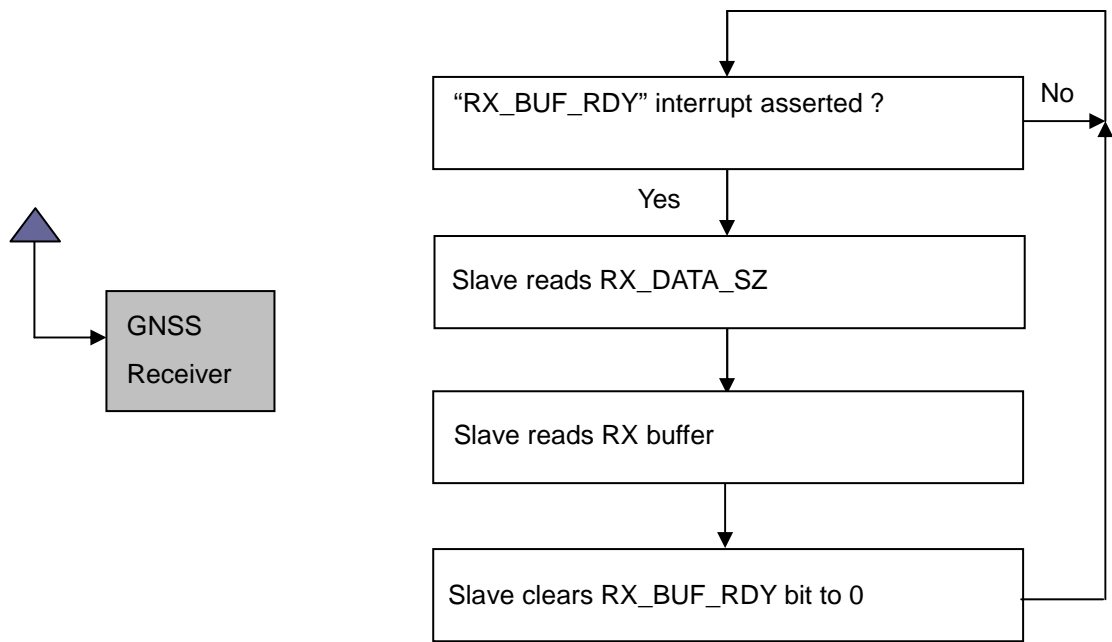 “RX_BUF_RDY” interrupt asserted ?
No
Yes
Slave reads RX_DATA_SZ
GNSS
Receiver
Slave reads RX buffer
Slave clears RX_BUF_RDY bit to 0